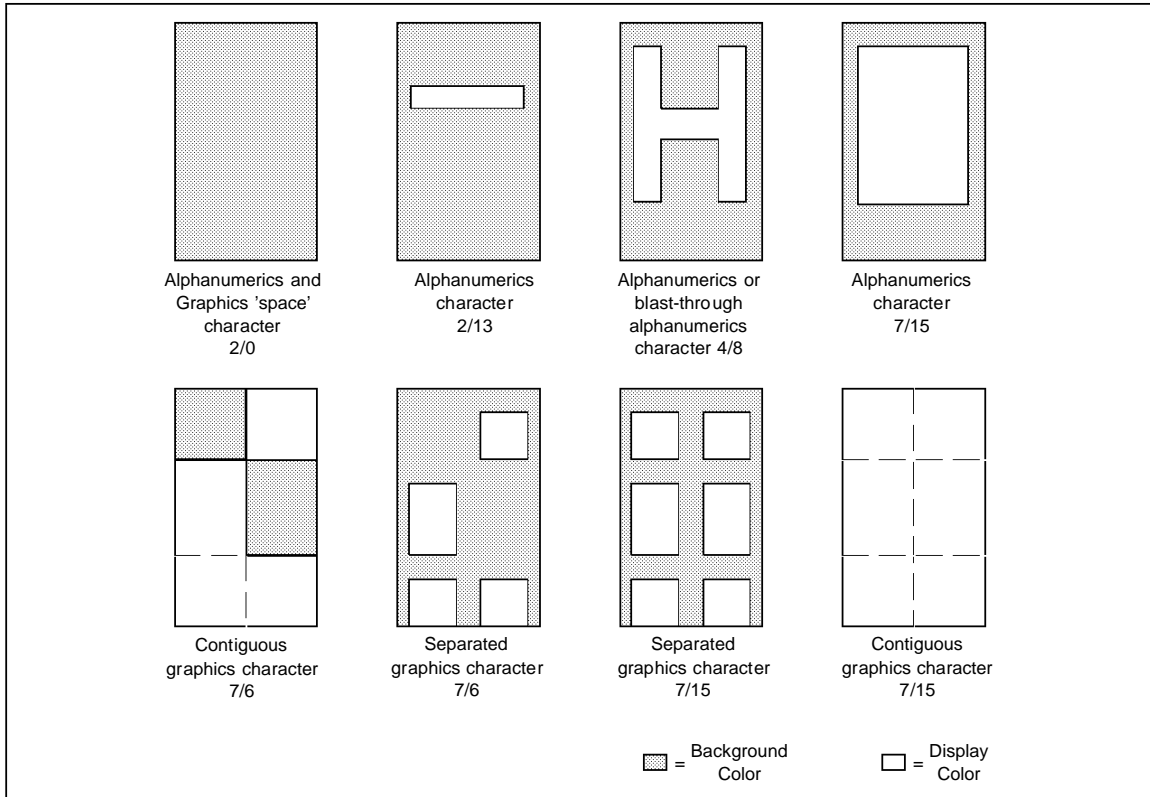 Alphanumerics and
Graphics ’space’
character
2/0
Alphanumerics
character
2/13
Alphanumerics or
blast-through
alphanumerics
character 4/8
Alphanumerics
character
7/15
Contiguous
graphics character
7/6
Separated
graphics character
7/6
Separated
graphics character
7/15
Contiguous
graphics character
7/15
= Background
Color
= Display
Color